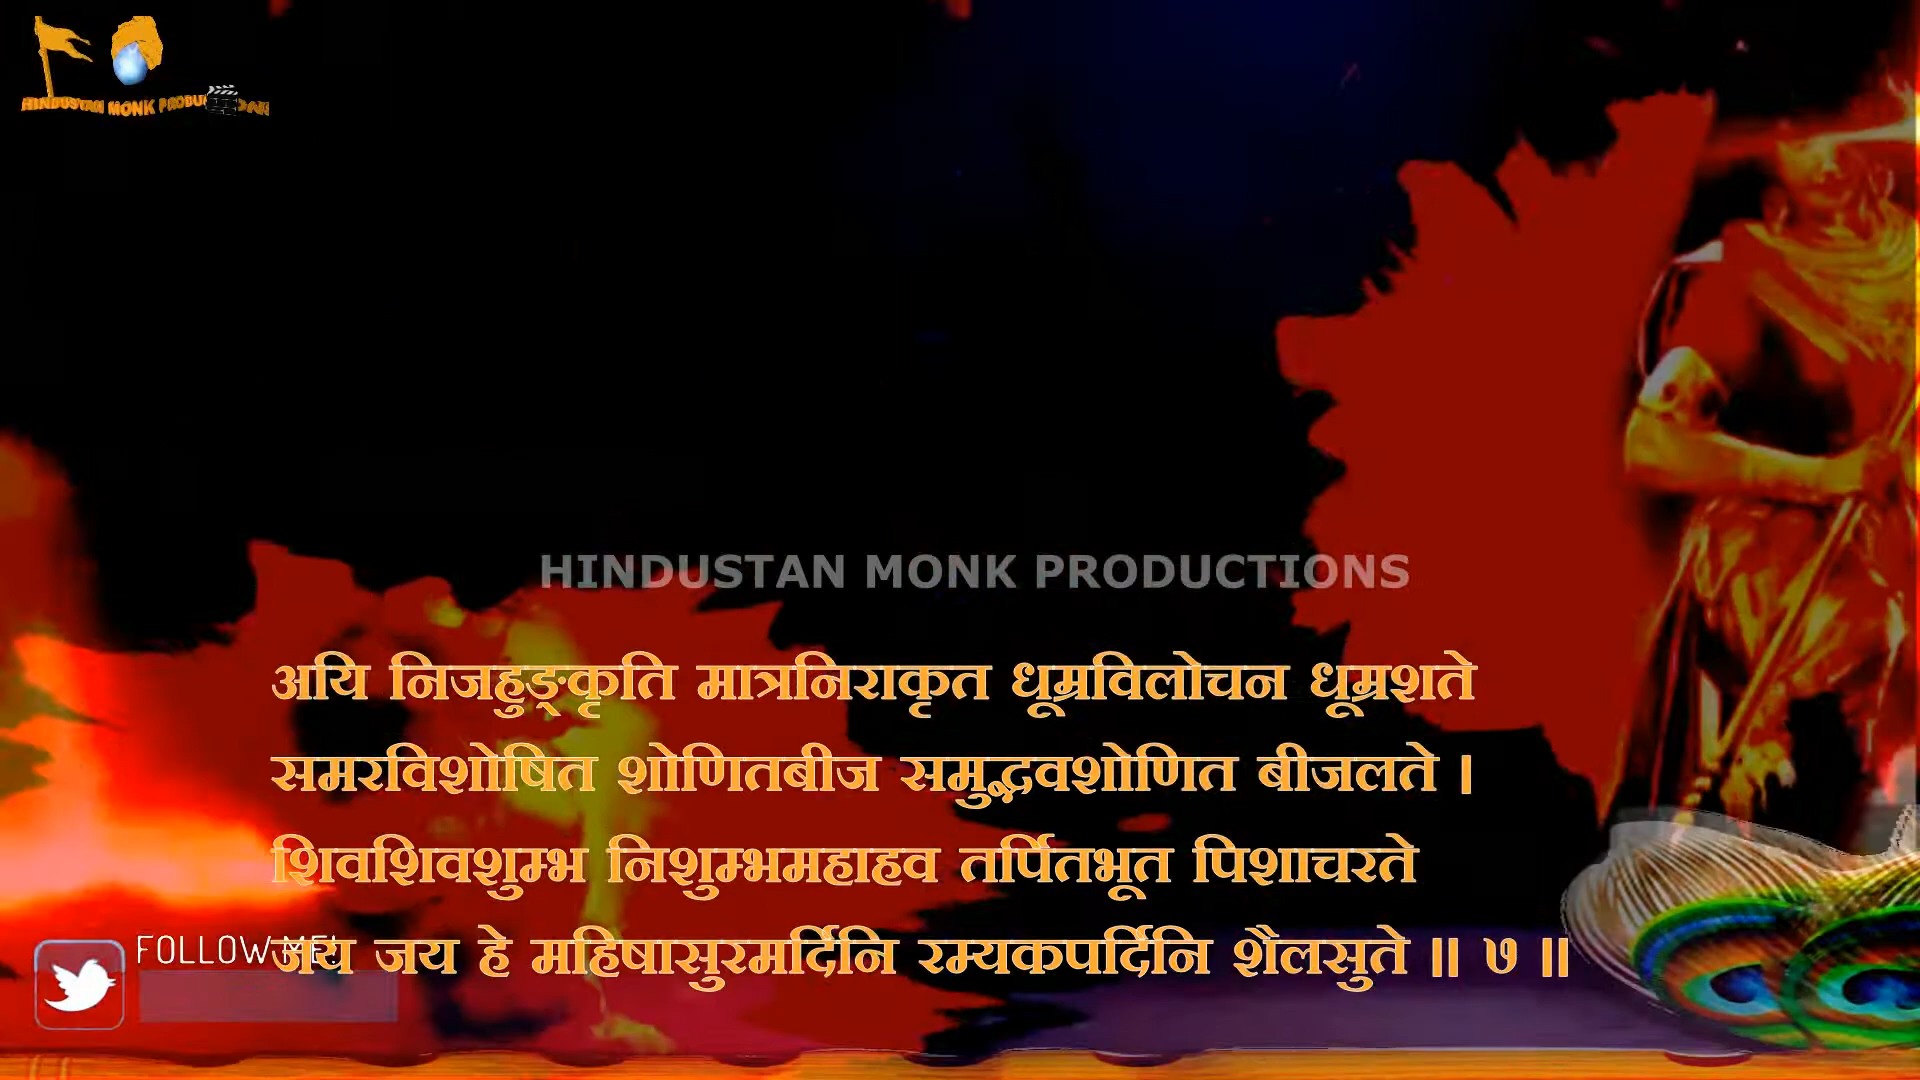 HINDUSTAN MONK PRODUCTIONS
अयि निजहुङ्कृति मात्रनिराकृत धूम्रविलोचन धूम्रशते
समरविशोषित शोणितबीज समुद्भवशोणित बीजलते ।
शिवशिवशुम्भ निशुम्भमहाहव तर्पितभूत पिशाचरते
FOLLOW ME!
जय जय हे महिषासुरमर्दिनि रम्यकपर्दिनि शैलसुते ॥ ७ ॥